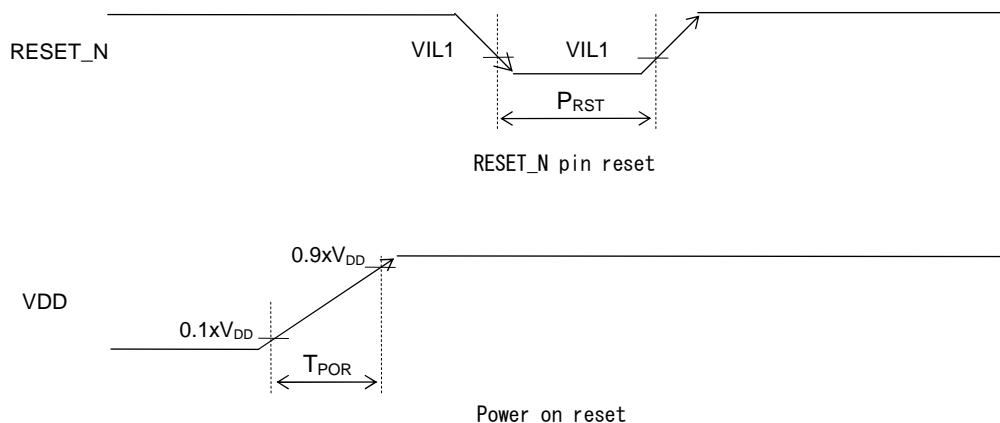 RESET_N
VIL1
VIL1
PRST
RESET_N pin reset
0.9xVDD
VDD
0.1xVDD
TPOR
Power on reset